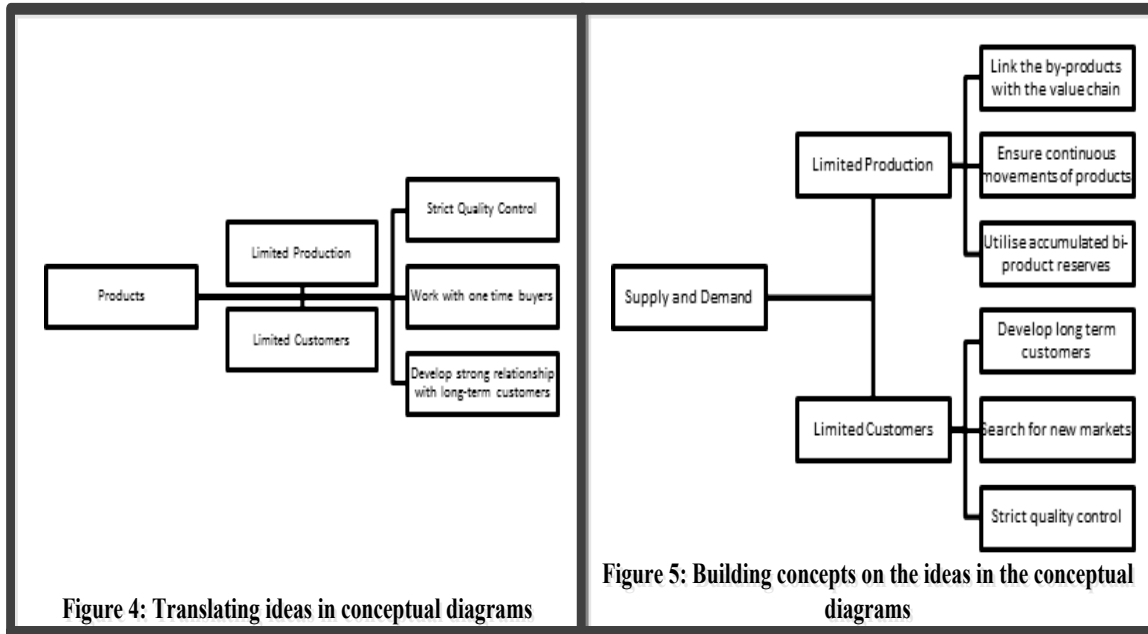 Products
Limited Production
Limited Customers
Strict Quality Control
Work with one time buyers
Develop strong relationship
with long-term customers
Figure 4: Translating ideas in conceptual diagrams
Supply and Demand
Limited Production
Link the by-products
with the value chain
Ensure continuous
movements of products
Utilise accumulated bi-
product reserves
Limited Customers
Develop long term
customers
Search for new markets
Strict quality control
Figure 5: Building concepts on the ideas in the conceptual
diagrams